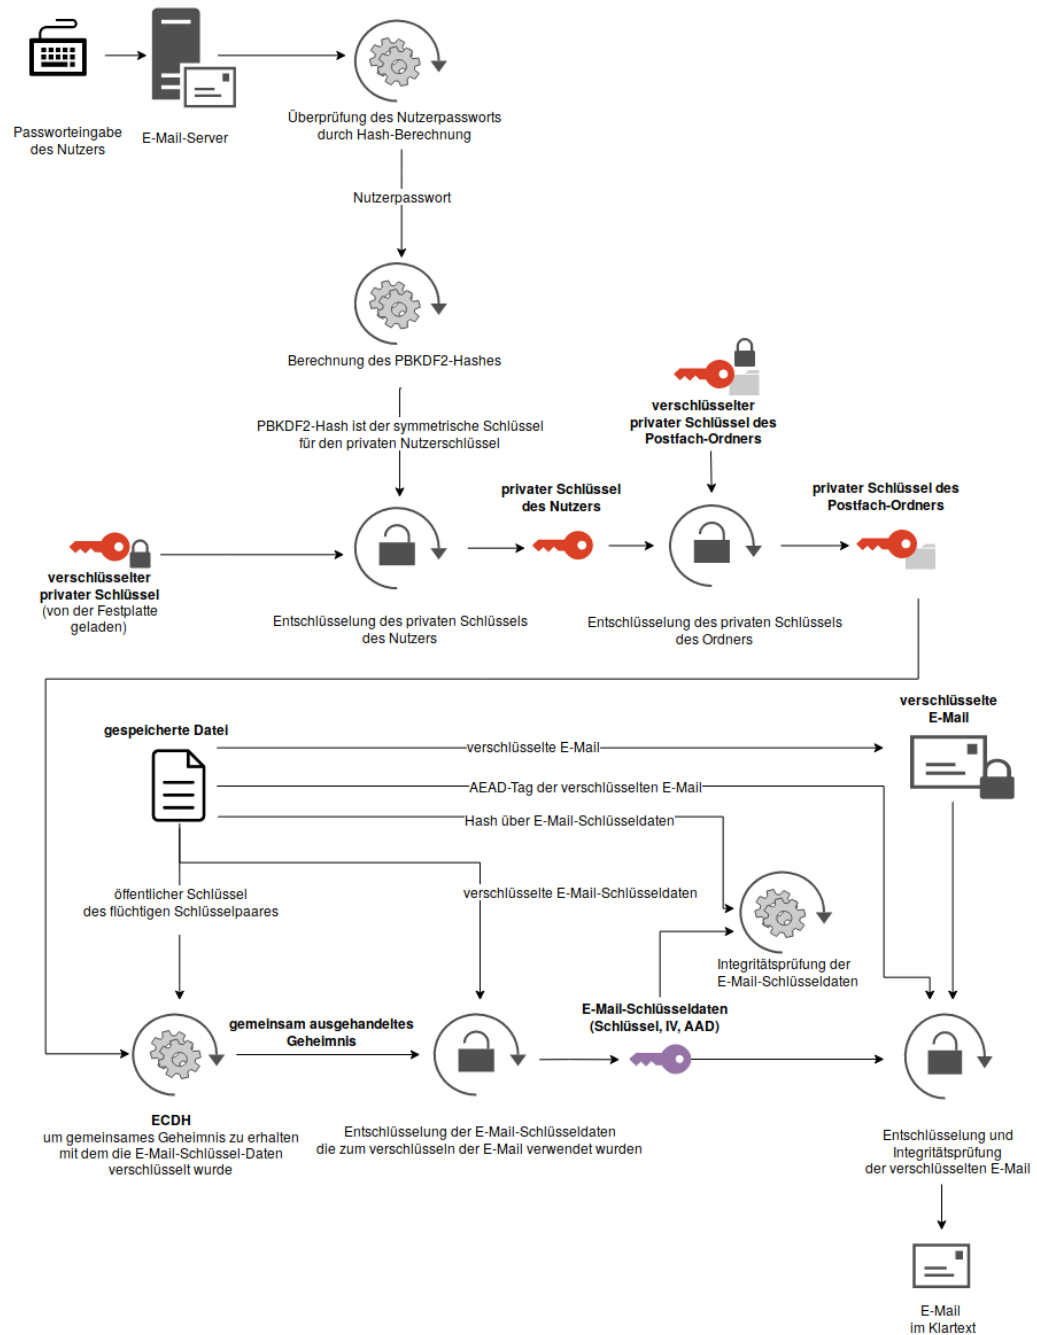 Passworteingabe
des Nutzers
E-Mail-Server
Überprüfung des Nutzerpassworts
durch Hash-Berechnung
Nutzerpasswort
Berechnung des PBKDF2-Hashes
PBKDF2-Hash ist der symmetrische Schlüssel
für den privaten Nutzerschlüssel
verschlüsselter
privater Schlüssel des
Postfach-Ordners
privater Schlüssel
des Nutzers
privater Schlüssel des
Postfach-Ordners
verschlüsselter
privater Schlüssel
(von der Festplatte
geladen)
Entschlüsselung des privaten Schlüssels
des Nutzers
Entschlüsselung des privaten Schlüssels
des Ordners
gespeicherte Datei
verschlüsselte
E-Mail
verschlüsselte E-Mail
AEAD-Tag der verschlüsselten E-Mail
Hash über E-Mail-Schlüsseldaten
öffentlicher Schlüssel
des flüchtigen Schlüsselpaares
verschlüsselte E-Mail-Schlüsseldaten
Integritätsprüfung der
E-Mail-Schlüsseldaten
gemeinsam ausgehandeltes
Geheimnis
E-Mail-Schlüsseldaten
(Schlüssel, IV, AAD)
ECDH
um gemeinsames Geheimnis zu erhalten
mit dem die E-Mail-Schlüssel-Daten
verschlüsselt wurde
Entschlüsselung der E-Mail-Schlüsseldaten
die zum verschlüsseln der E-Mail verwendet wurden
Entschlüsselung und
Integritätsprüfung
der verschlüsselten E-Mail
E-Mail
im Klartext